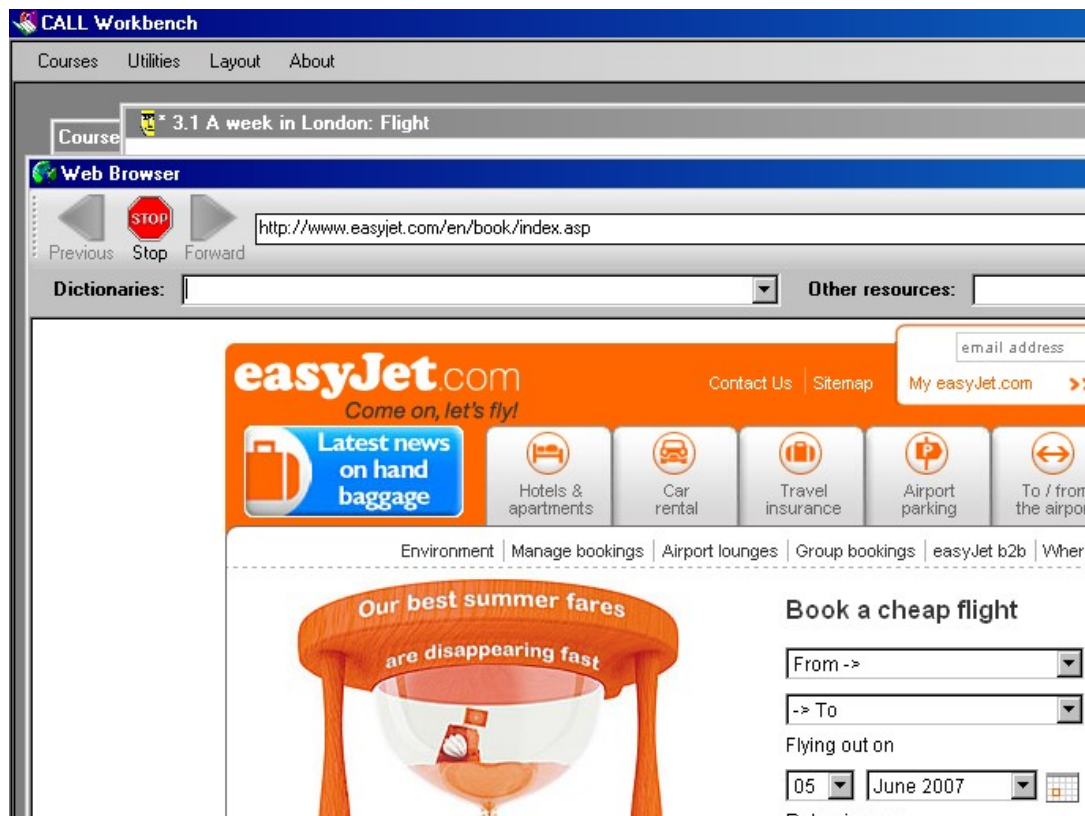 CALL Workbench
Courses Utilities Layout About
Course
* 3.1 A week in London: Flight
Web Browser
STOP
Previous Stop Forward
http://www.easyjet.com/en/book/index.asp
Dictionaries:
Other resources:
easyJet.com
Come on, let's fly!
Contact Us Sitemap
email address
My easyJet.com
Latest news
on hand
baggage
Hotels &
apartments
Car
rental
Travel
insurance
P
Airport
parking
To / from
the airpor
Environment Manage bookings Airport lounges Group bookings easyJet b2b Wher
Our best summer fares
are disappearing fast
Book a cheap flight
From ->
-> To
Flying out on
05 June 2007